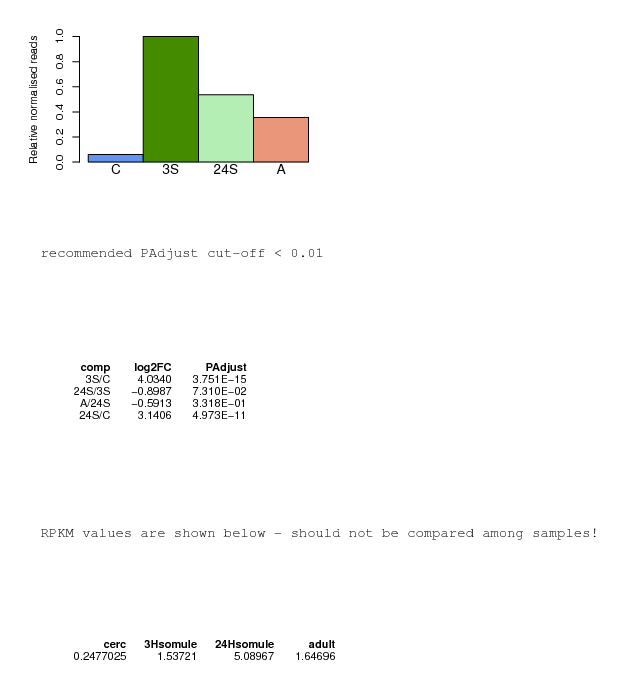 Relative normalised reads
1.0
0.8
0.6
0.4
0.2
0.0
C 3S 24S A
recommended PAdjust cut-off < 0.01
comp log2FC PAdjust
3S/C 4.0340 3.751E-15
24S/3S -0.8987 7.310E-02
A/24S -0.5913 3.318E-01
24S/C 3.1406 4.973E-11
RPKM values are shown below - should not be compared among samples!
cerc 3Hsomule 24Hsomule adult
0.2477025 1.53721 5.08967 1.64696